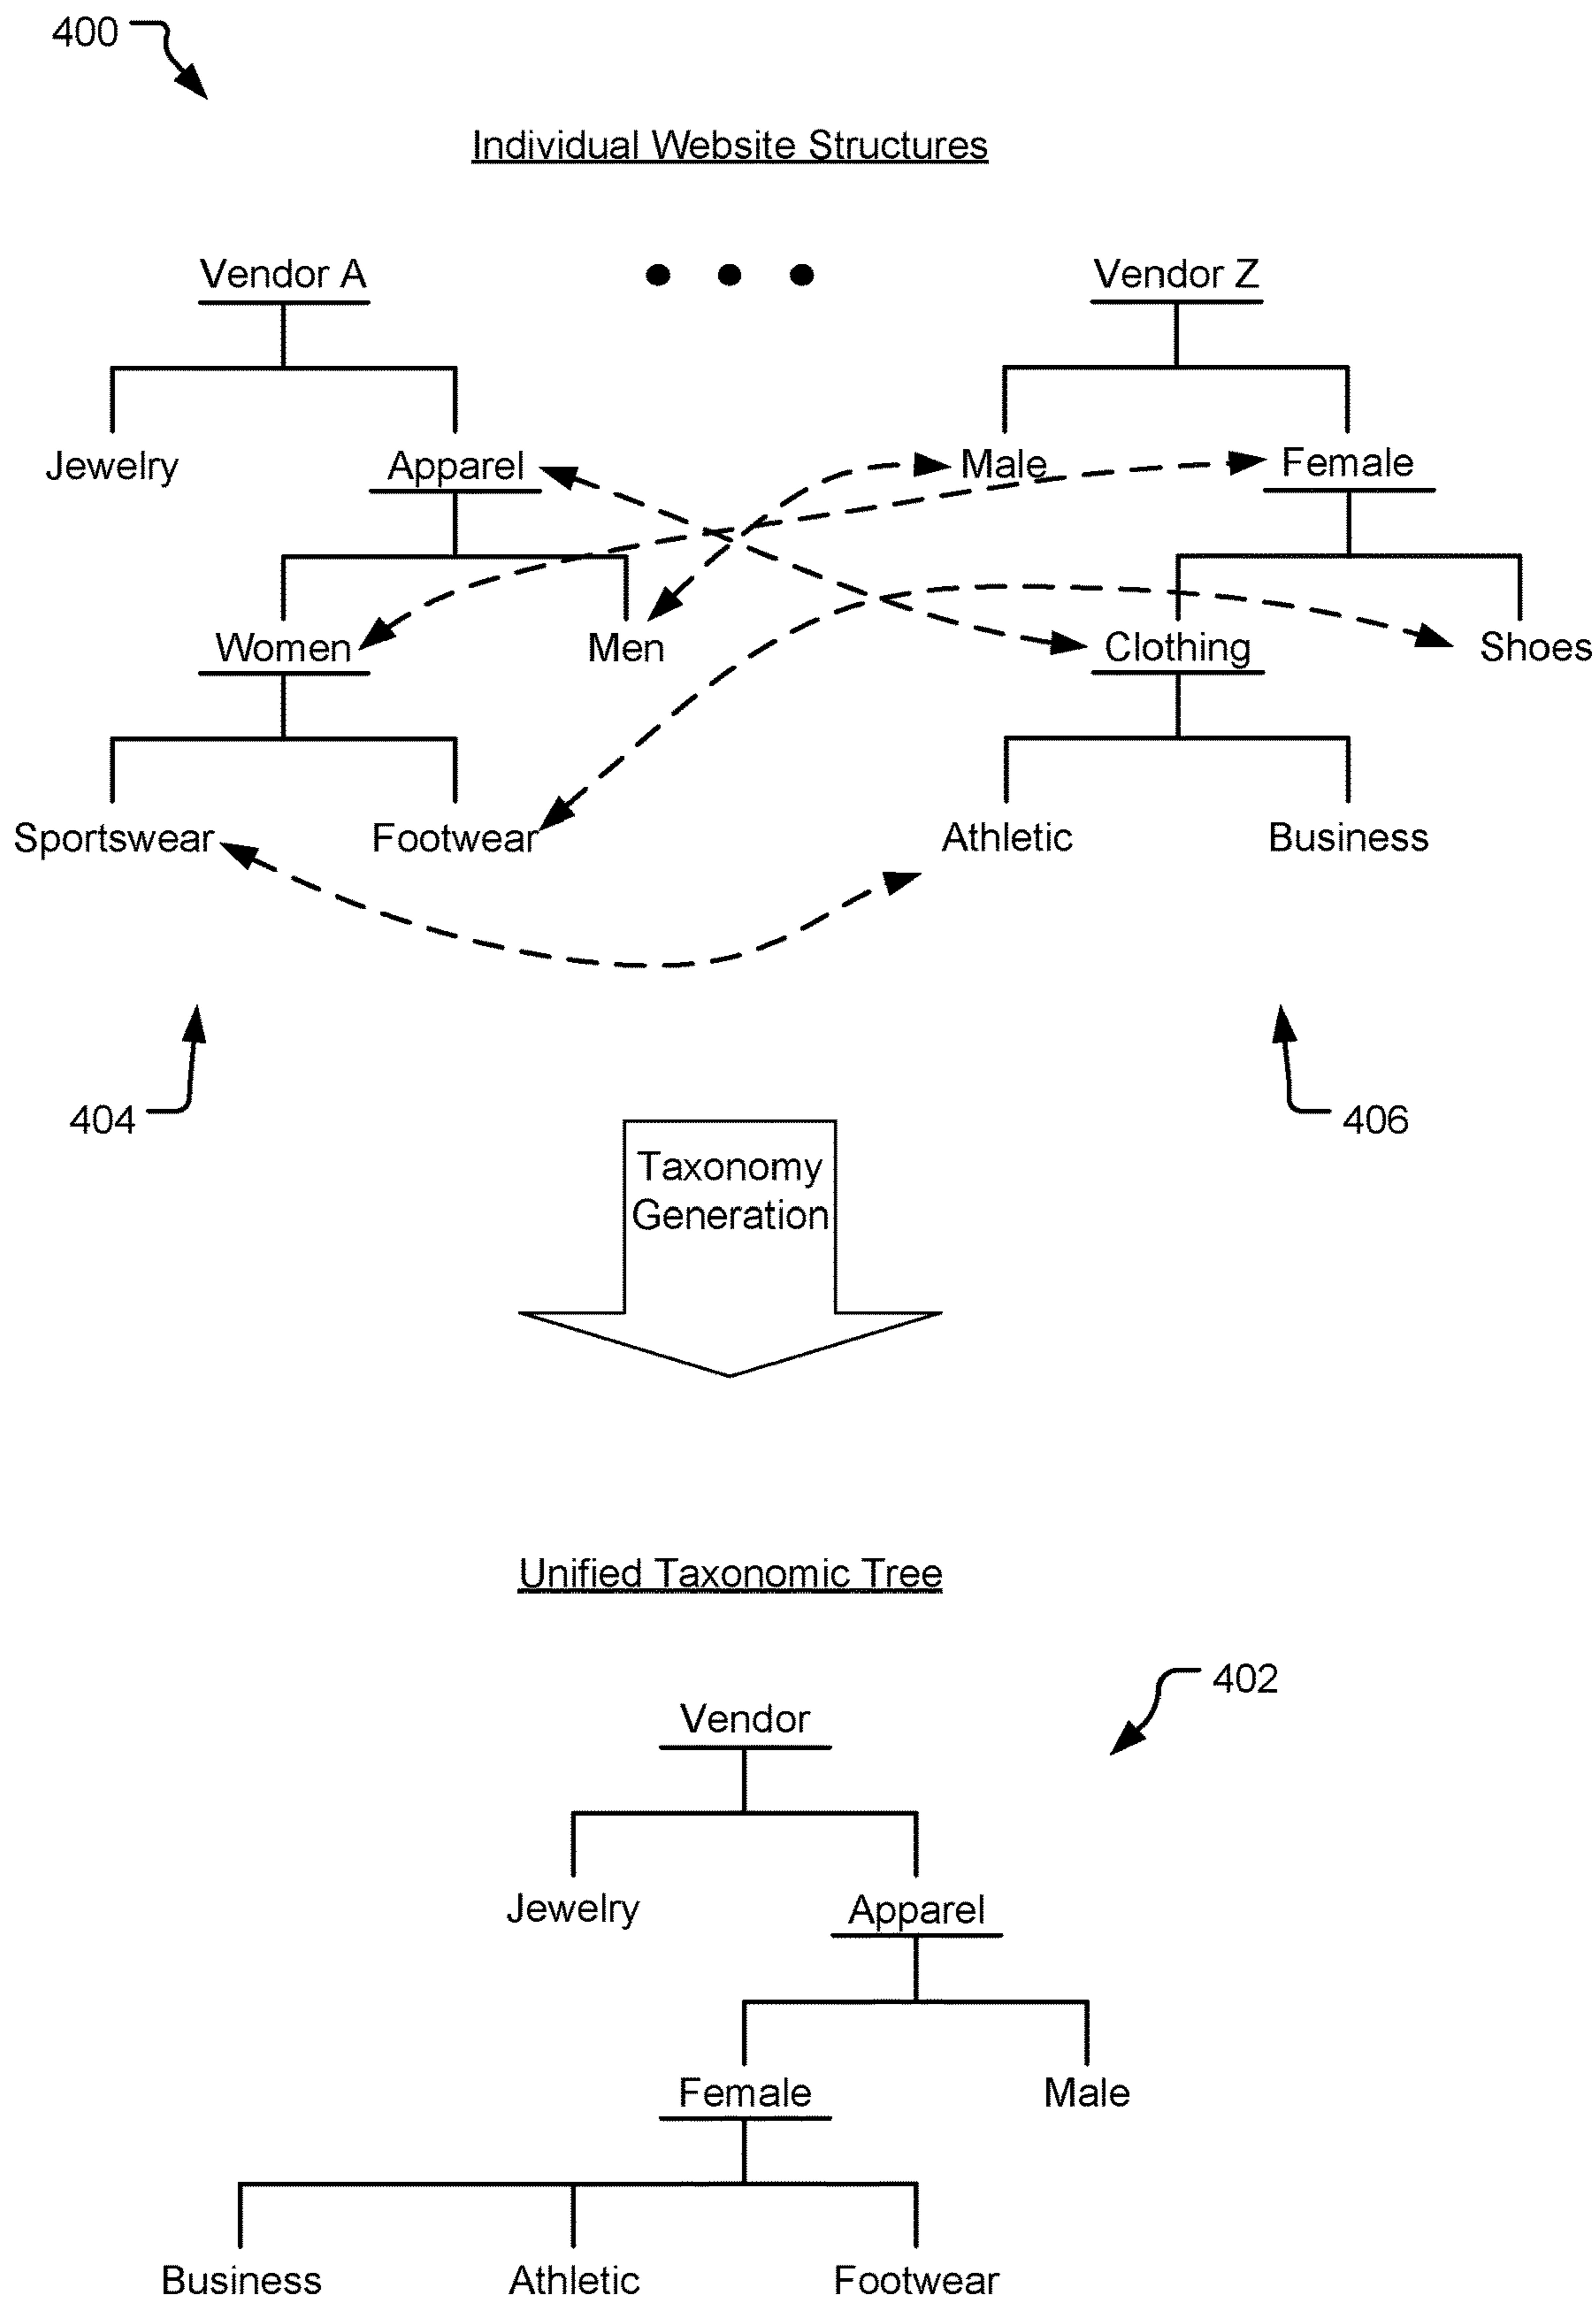 400
Individual Website Structures
Vendor A
Vendor Z
Jewelry
Apparel
Male
Female
Women
Men
Clothing
Shoes
Sportswear
Footwear
Athletic
Business
404
406
Taxonomy
Generation
Unified Taxonomic Tree
402
Vendor
Jewelry
Apparel
Female
Male
Business
Athletic
Footwear